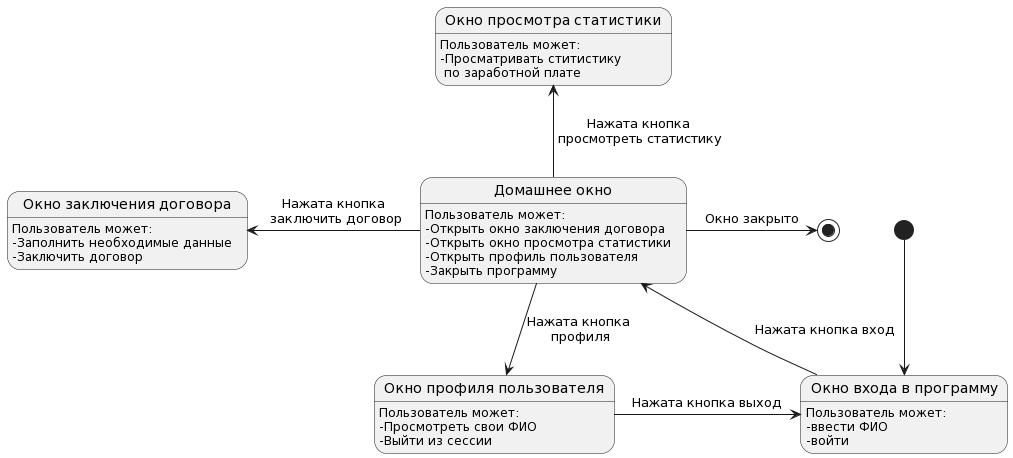 Окно просмотра статистики
Пользователь может:
-Просматривать ститистику
по заработной плате
Нажата кнопка
просмотреть статистику
Окно заключения договора
Пользователь может:
-Заполнить необходимые данные
-Заключить договор
Нажата кнопка
заключить договор
Домашнее окно
Пользователь может:
-Открыть окно заключения договора
-Открыть окно просмотра статистики
-Открыть профиль пользователя
-Закрыть программу
Окно закрыто
Нажата кнопка
профиля
Нажата кнопка вход
Окно профиля пользователя
Пользователь может:
-Просмотреть свои ФИО
-Выйти из сессии
Нажата кнопка выход
Окно входа в программу
Пользователь может:
-ввести ФИО
-войти